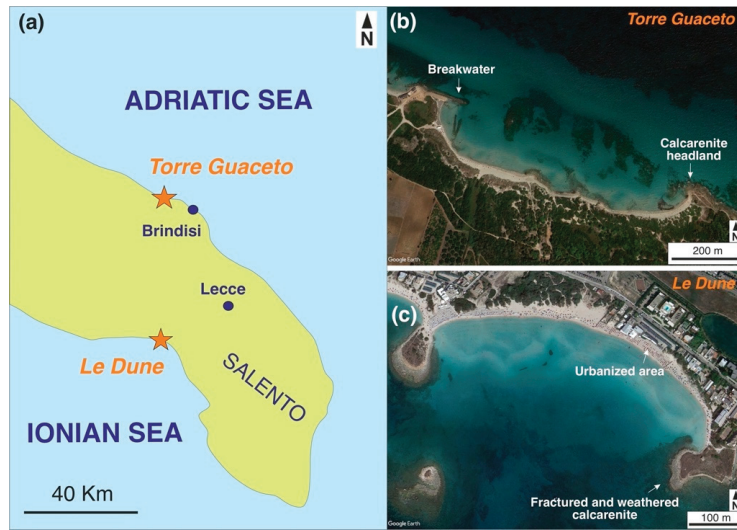 (a)
N
ADRIATIC SEA
Torre Guaceto
Brindisi
Lecce
Le Dune
SALENTO
IONIAN SEA
40 Km
(b)
Torre Guaceto
Breakwater
Calcarenite
headland
N
200 m
Google Earth
Le Dune
(c)
Urbanized area
Fractured and weathered
calcarenite
N
100 m
Google Earth